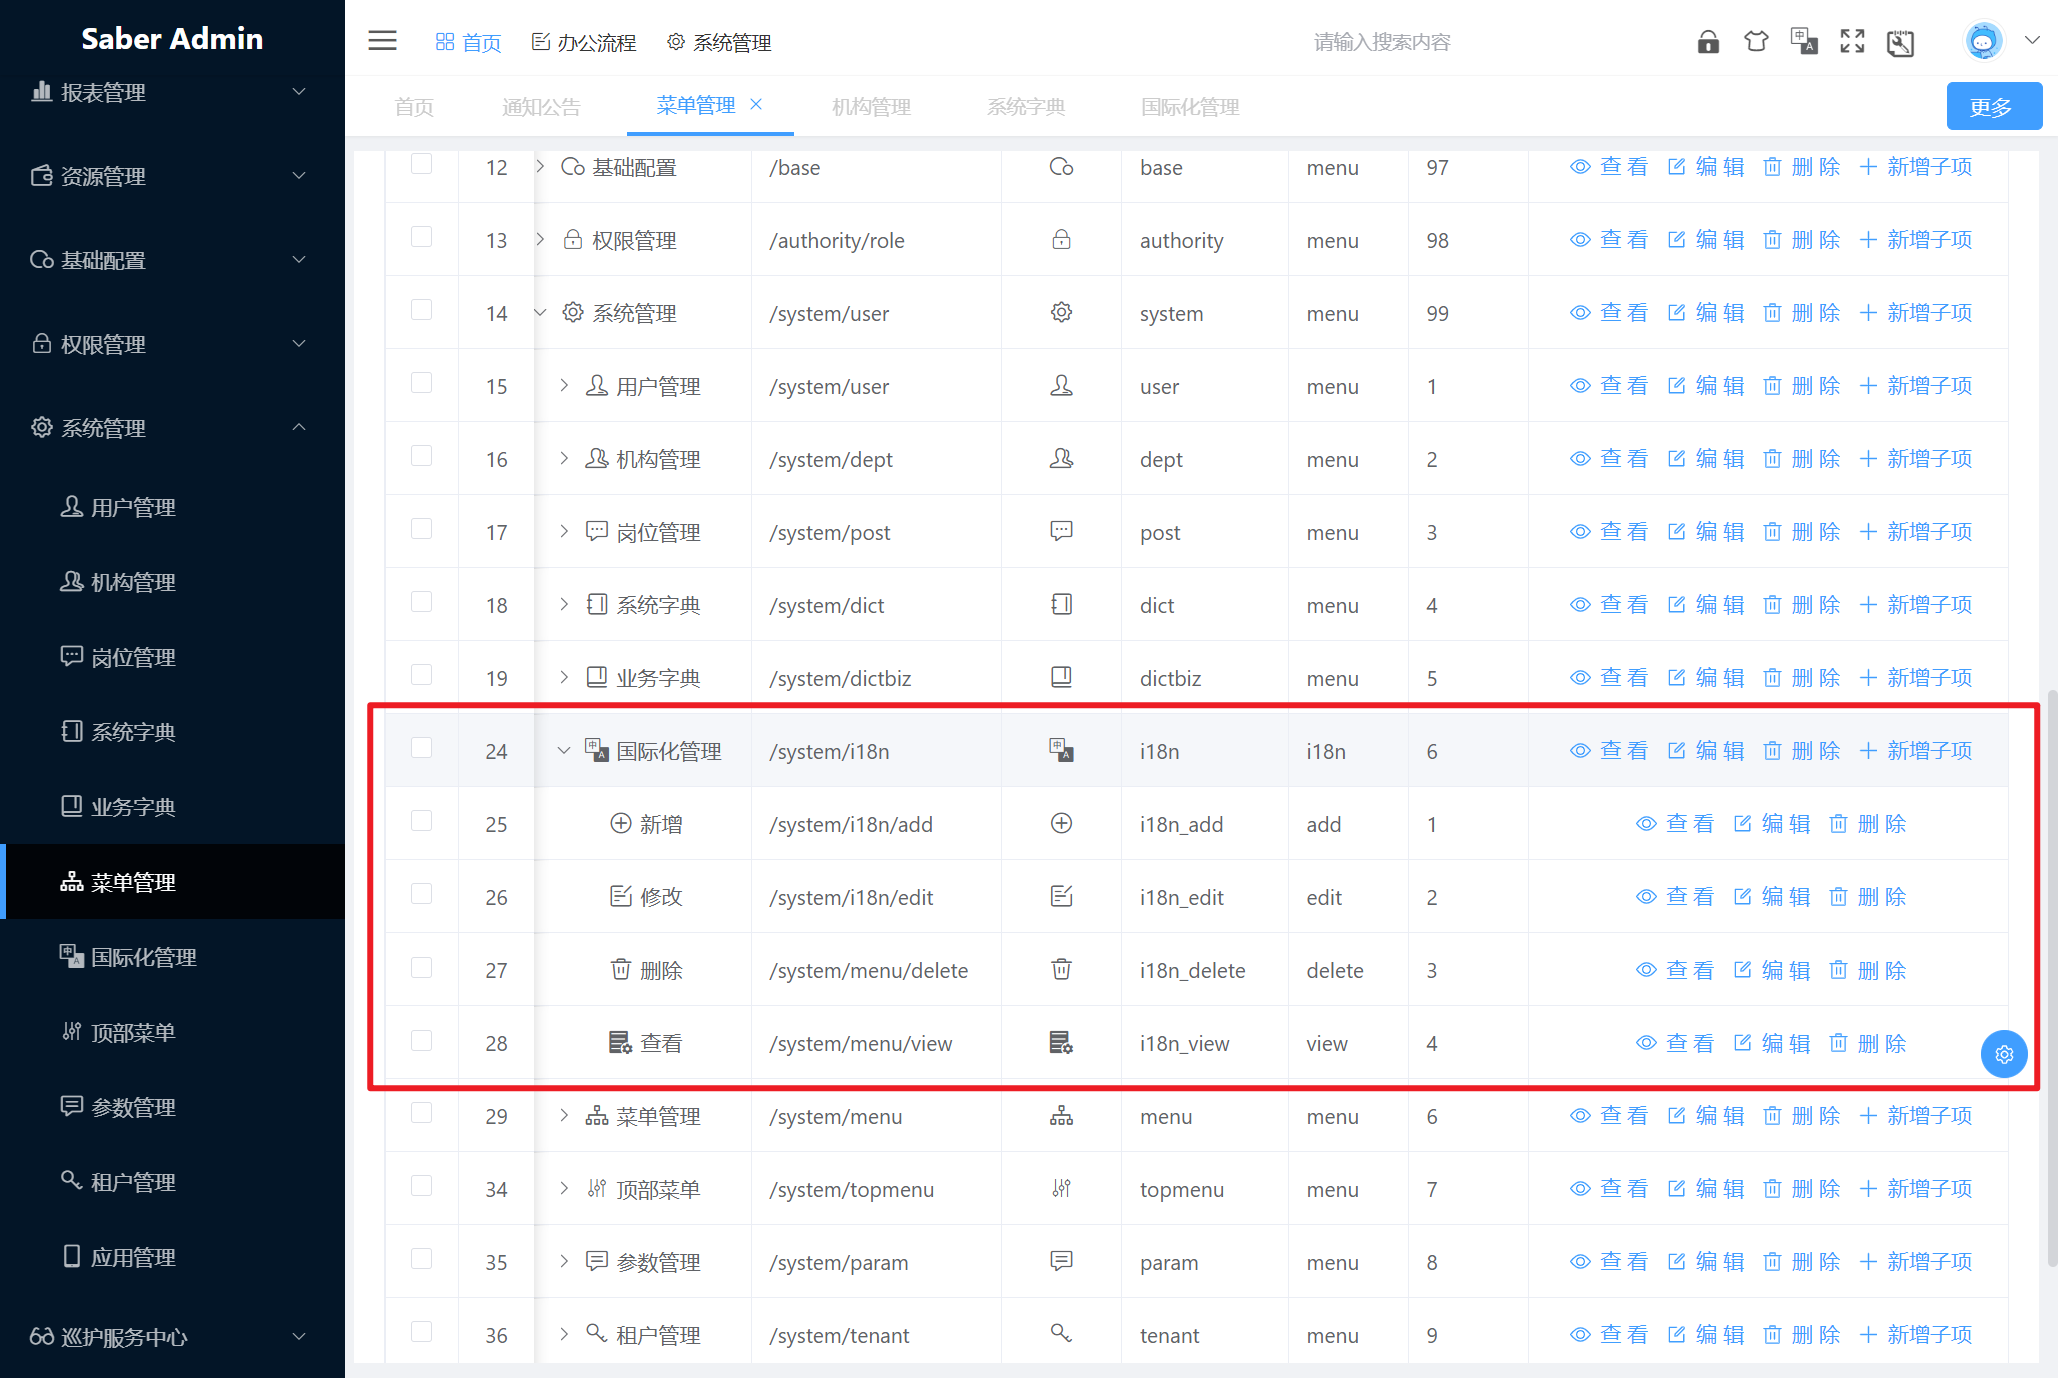 Saber Admin
首页 办公流程 系统管理 请输入搜索内容
首页 通知公告 菜单管理 机构管理 系统字典 国际化管理 更多
报表管理
资源管理
基础配置
权限管理
系统管理
用户管理
机构管理
岗位管理
系统字典
业务字典
菜单管理
国际化管理
顶部菜单
参数管理
租户管理
应用管理
巡护服务中心
12 基础配置 /base base menu 97 查看 编辑 删除 新增子项
13 权限管理 /authority/role authority menu 98 查看 编辑 删除 新增子项
14 系统管理 /system/user system menu 99 查看 编辑 删除 新增子项
15 用户管理 /system/user user menu 1 查看 编辑 删除 新增子项
16 机构管理 /system/dept dept menu 2 查看 编辑 删除 新增子项
17 岗位管理 /system/post post menu 3 查看 编辑 删除 新增子项
18 系统字典 /system/dict dict menu 4 查看 编辑 删除 新增子项
19 业务字典 /system/dictbiz dictbiz menu 5 查看 编辑 删除 新增子项
24 国际化管理 /system/i18n i18n i18n 6 查看 编辑 删除 新增子项
25 新增 /system/i18n/add i18n_add add 1 查看 编辑 删除
26 修改 /system/i18n/edit i18n_edit edit 2 查看 编辑 删除
27 删除 /system/menu/delete i18n_delete delete 3 查看 编辑 删除
28 查看 /system/menu/view i18n_view view 4 查看 编辑 删除
29 菜单管理 /system/menu menu menu 6 查看 编辑 删除 新增子项
34 顶部菜单 /system/topmenu topmenu menu 7 查看 编辑 删除 新增子项
35 参数管理 /system/param param menu 8 查看 编辑 删除 新增子项
36 租户管理 /system/tenant tenant menu 9 查看 编辑 删除 新增子项